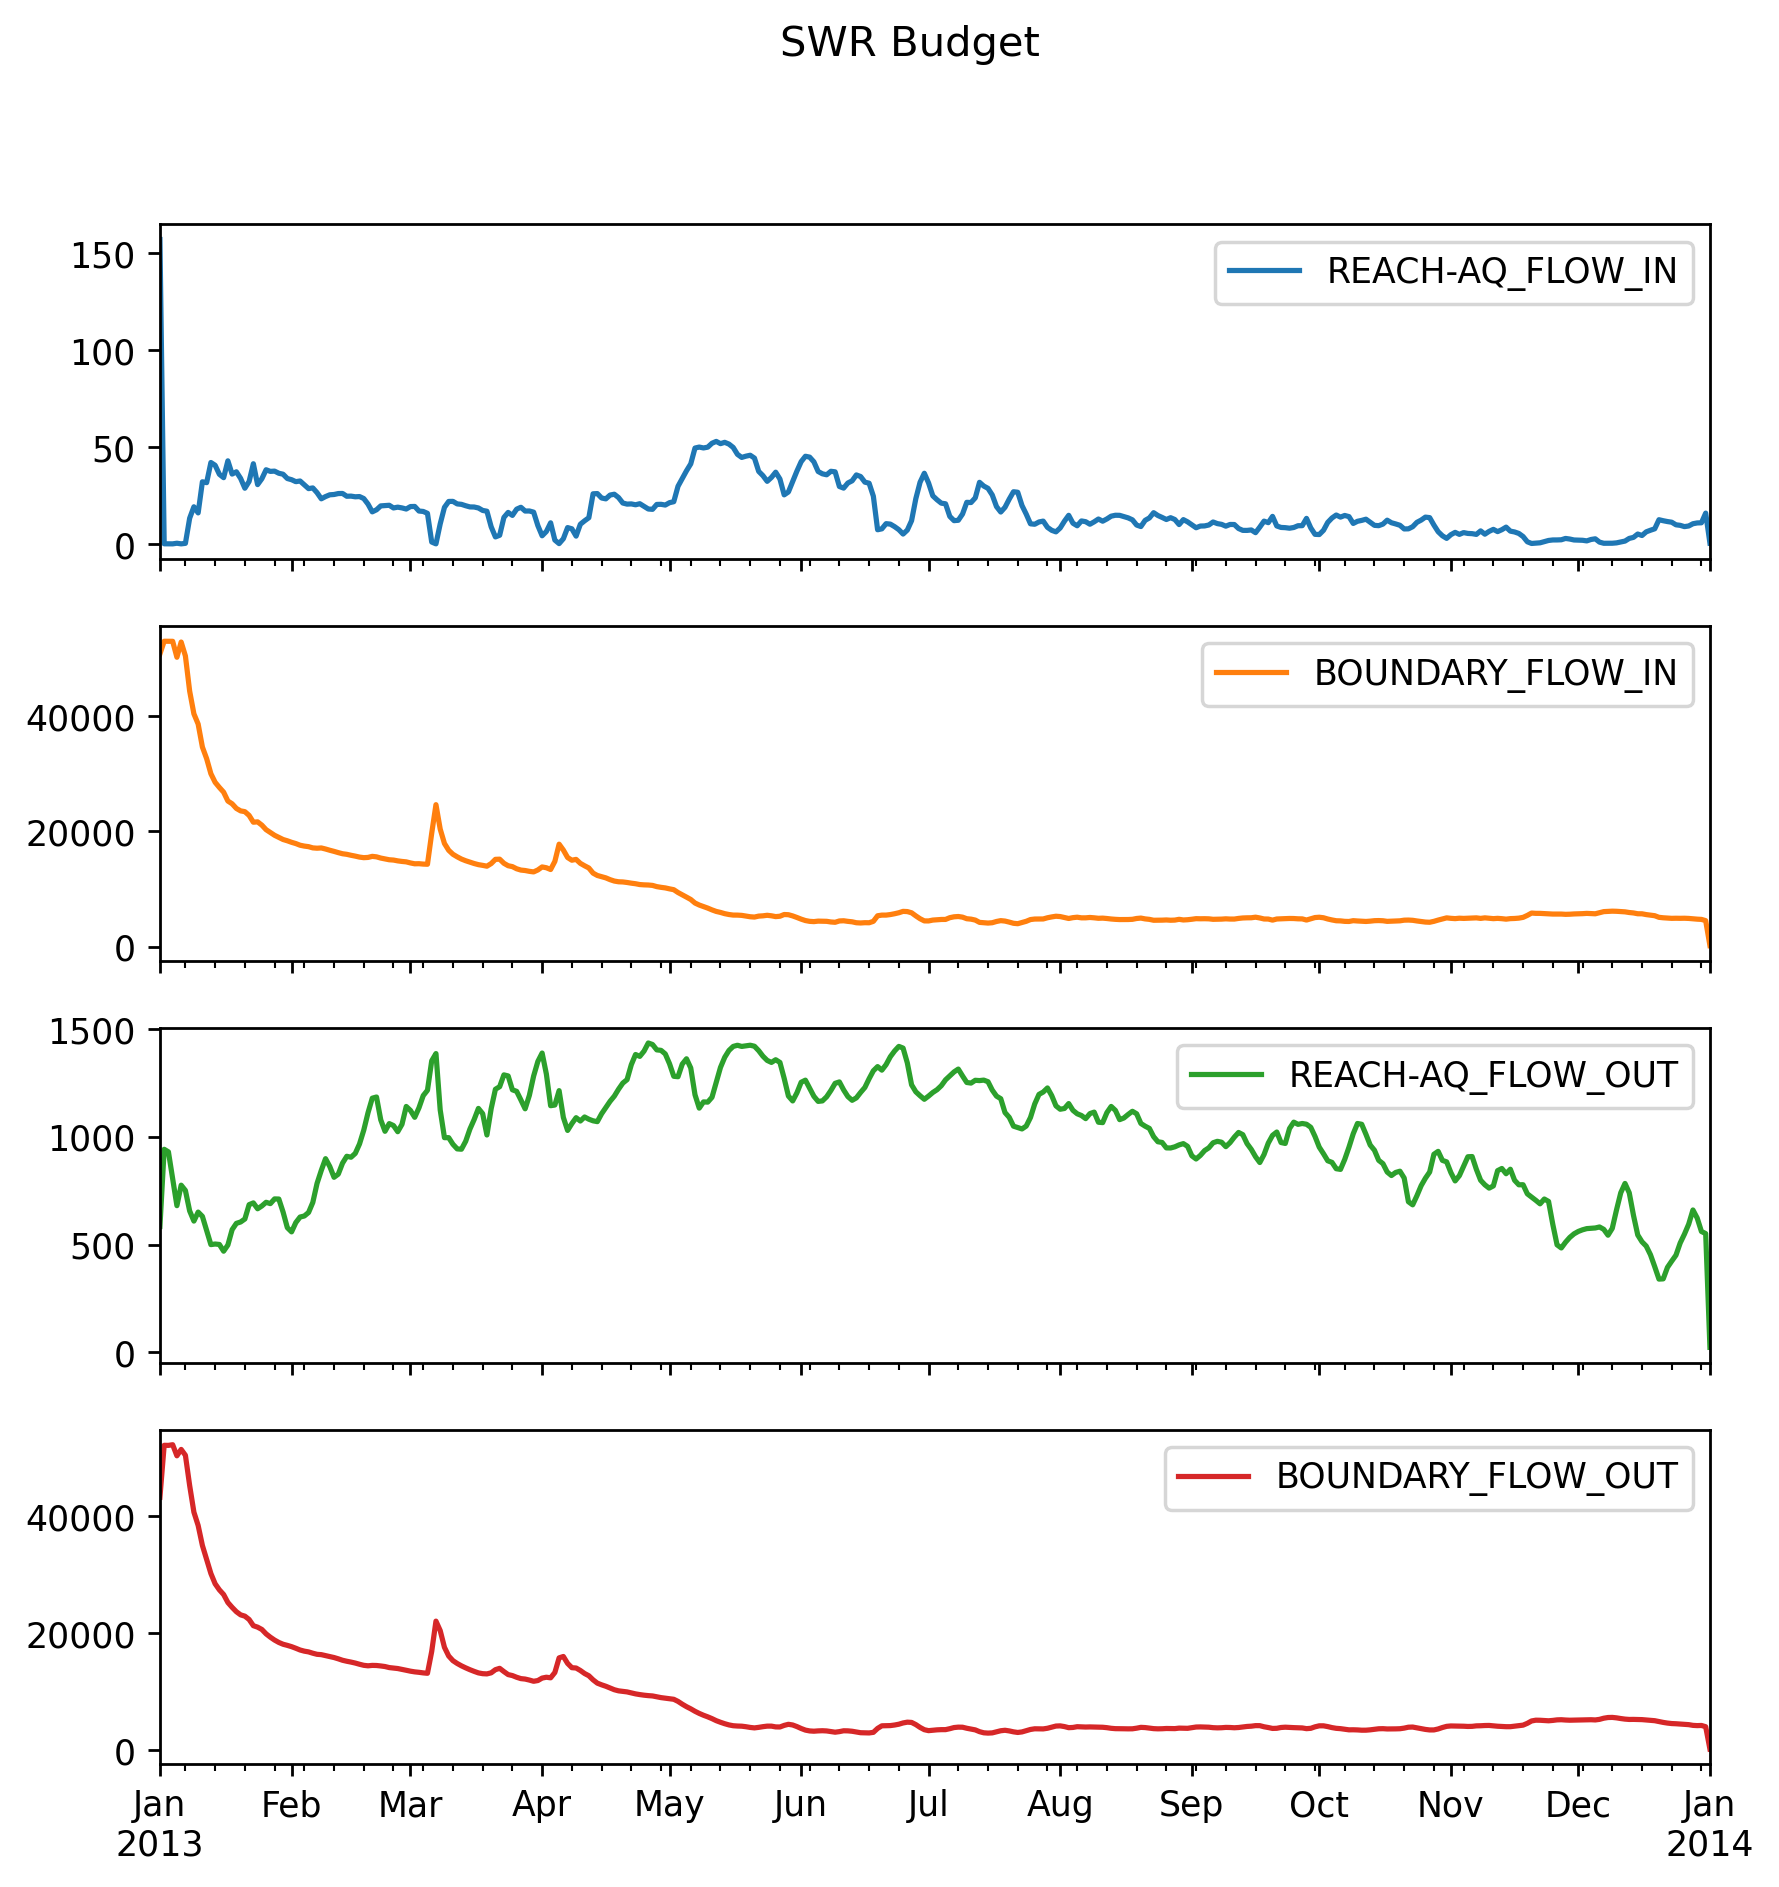 SWR Budget
150
100
50
0
REACH-AQ_FLOW_IN
40000
20000
0
BOUNDARY_FLOW_IN
1500
1000
500
0
REACH-AQ_FLOW_OUT
40000
20000
0
BOUNDARY_FLOW_OUT
Jan Feb Mar Apr May Jun Jul Aug Sep Oct Nov Dec Jan
2013 2014